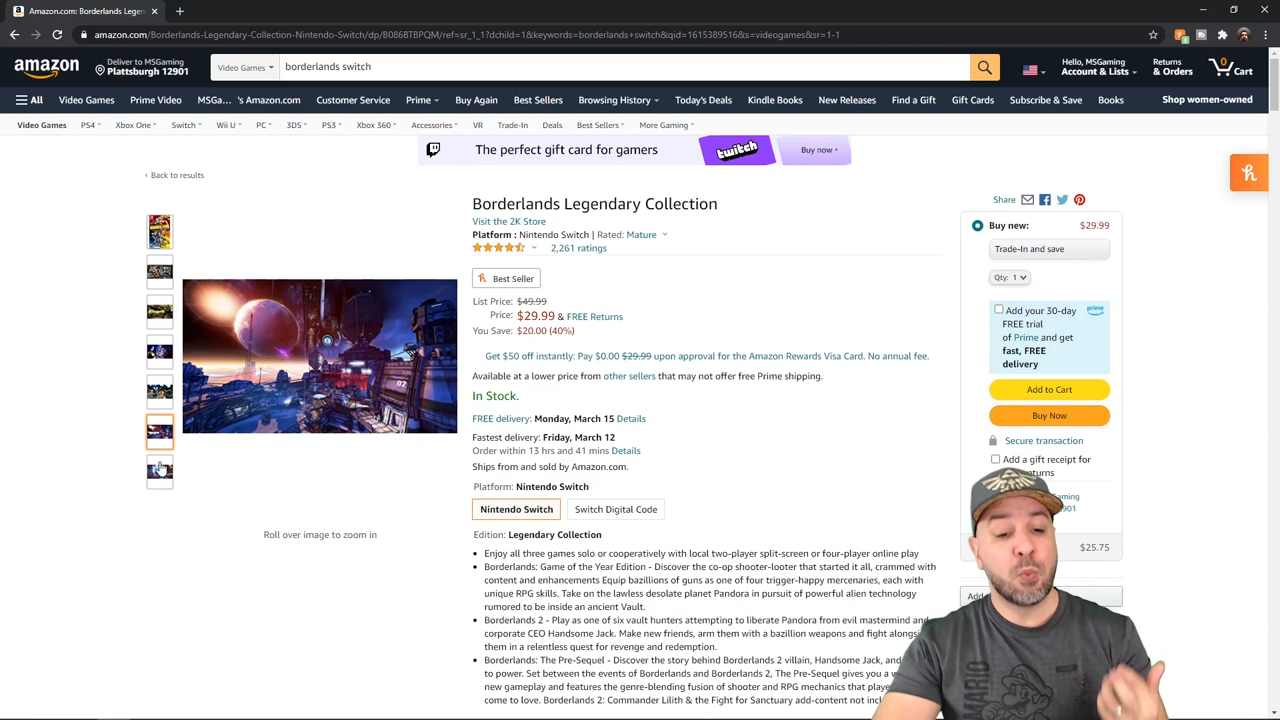 Amazon.com: Borderlands Legen
amazon.com/Borderlands-Legendary-Collection-Nintendo-Switch/dp/B086BTBPQM/ref=sr_1_1?dchild=1&keywords=borderlands+switch&qid=1615389516&s=videogames&sr=1-1
amazon
Deliver to MSGaming
Plattsburgh 12901
Video Games
borderlands switch
Hello, MSGaming
Account & Lists
Returns
& Orders
0
Cart
All
Video Games
Prime Video
MSGa... 's Amazon.com
Customer Service
Prime
Buy Again
Best Sellers
Browsing History
Today's Deals
Kindle Books
New Releases
Find a Gift
Gift Cards
Subscribe & Save
Books
Shop women-owned
Video Games
PS4
Xbox One
Switch
Wii U
PC
3DS
PS3
Xbox 360
Accessories
VR
Trade-In
Deals
Best Sellers
More Gaming
The perfect gift card for gamers
twitch
Buy now
‹ Back to results
Borderlands Legendary Collection
Visit the 2K Store
Platform : Nintendo Switch | Rated: Mature
2,261 ratings
Best Seller
List Price: $49.99
Price: $29.99 & FREE Returns
You Save: $20.00 (40%)
Get $50 off instantly: Pay $0.00 $29.99 upon approval for the Amazon Rewards Visa Card. No annual fee.
Available at a lower price from other sellers that may not offer free Prime shipping.
In Stock.
FREE delivery: Monday, March 15 Details
Fastest delivery: Friday, March 12
Order within 13 hrs and 41 mins Details
Ships from and sold by Amazon.com.
Platform: Nintendo Switch
Nintendo Switch
Switch Digital Code
Edition: Legendary Collection
• Enjoy all three games solo or cooperatively with local two-player split-screen or four-player online play
• Borderlands: Game of the Year Edition - Discover the co-op shooter-looter that started it all, crammed with
content and enhancements Equip bazillions of guns as one of four trigger-happy mercenaries, each with
unique RPG skills. Take on the lawless desolate planet Pandora in pursuit of powerful alien technology
rumored to be inside an ancient Vault.
• Borderlands 2 - Play as one of six vault hunters attempting to liberate Pandora from evil mastermind and
corporate CEO Handsome Jack. Make new friends, arm them with a bazillion weapons and fight alongsi
them in a relentless quest for revenge and redemption.
• Borderlands: The Pre-Sequel - Discover the story behind Borderlands 2 villain, Handsome Jack, and
to power. Set between the events of Borderlands and Borderlands 2, The Pre-Sequel gives you a
new gameplay and features the genre-blending fusion of shooter and RPG mechanics that playe
come to love. Borderlands 2: Commander Lilith & the Fight for Sanctuary add-content not incl
Roll over image to zoom in
Share
Buy new: $29.99
Trade-In and save
Qty: 1
Add your 30-day prime
FREE trial
of Prime and get
fast, FREE
delivery
Add to Cart
Buy Now
Secure transaction
Add a gift receipt for
returns
aming
901
$25.75
Add